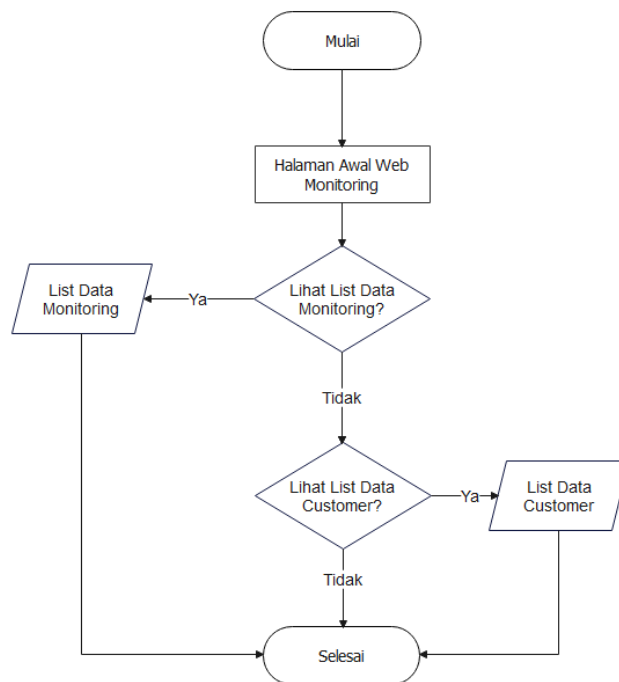 Mulai
Halaman Awal Web
Monitoring
Lihat List Data
Monitoring?
Ya
List Data
Monitoring
Tidak
Lihat List Data
Customer?
Ya
List Data
Customer
Tidak
Selesai